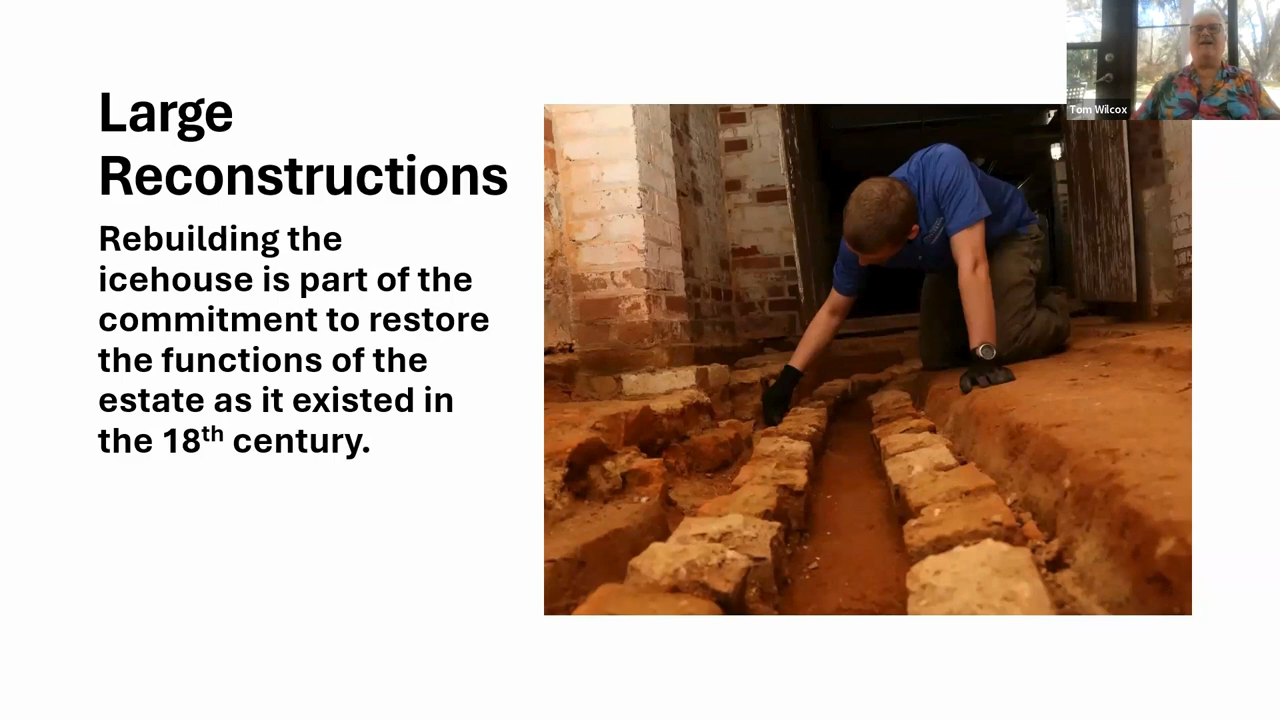 Large
Reconstructions
Rebuilding the
icehouse is part of the
commitment to restore
the functions of the
estate as it existed in
the 18th century.
Tom Wilcox